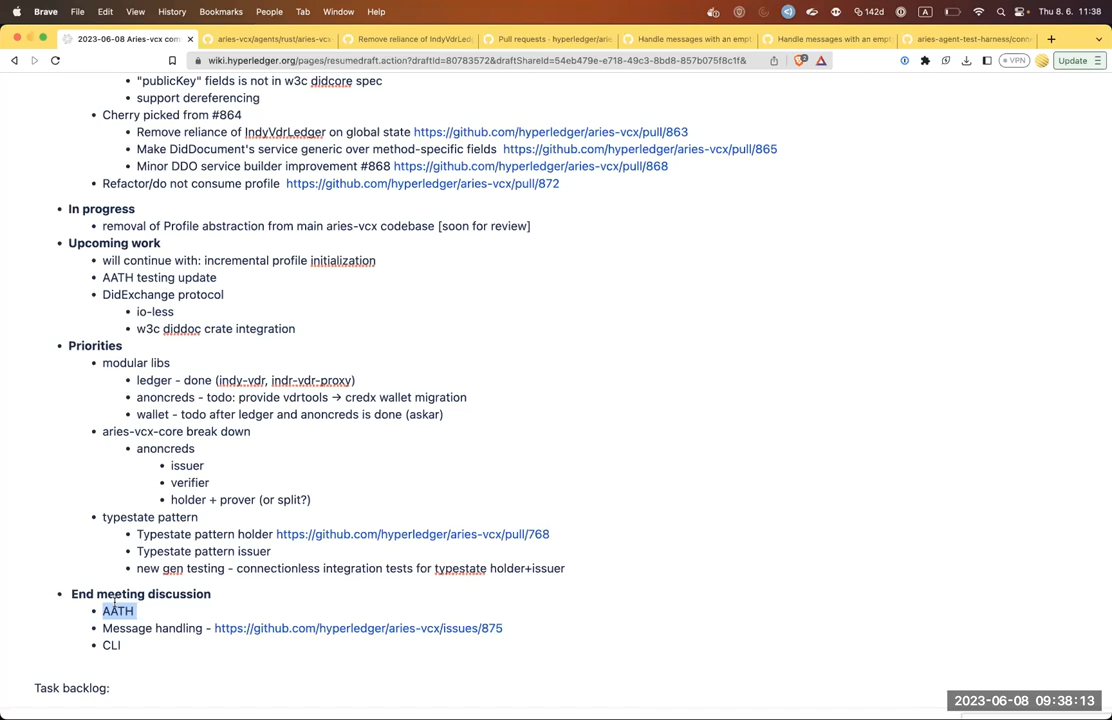 Brave File Edit View History Bookmarks People Tab Window Help 142d A Thu 8. 6. 11:38
2023-06-08 Aries-vcx com aries-vcx/agents/rust/aries-vcx Remove reliance of IndyVdrLedg Pull requests - hyperledger/arie Handle messages with an empt Handle messages with an empt aries-agent-test-harness/conn
wiki.hyperledger.org/pages/resumedraft.action?draftId=80783572&draftShareId=54eb479e-e718-49c3-8bd8-857b075f8c1f& VPN Update
"publicKey" fields is not in w3c didcore spec
support dereferencing
Cherry picked from #864
Remove reliance of IndyVdrLedger on global state https://github.com/hyperledger/aries-vcx/pull/863
Make DidDocument's service generic over method-specific fields https://github.com/hyperledger/aries-vcx/pull/865
Minor DDO service builder improvement #868 https://github.com/hyperledger/aries-vcx/pull/868
Refactor/do not consume profile https://github.com/hyperledger/aries-vcx/pull/872
In progress
removal of Profile abstraction from main aries-vcx codebase [soon for review]
Upcoming work
will continue with: incremental profile initialization
AATH testing update
DidExchange protocol
io-less
w3c diddoc crate integration
Priorities
modular libs
ledger - done (indy-vdr, indr-vdr-proxy)
anoncreds - todo: provide vdrtools → credx wallet migration
wallet - todo after ledger and anoncreds is done (askar)
aries-vcx-core break down
anoncreds
issuer
verifier
holder + prover (or split?)
typestate pattern
Typestate pattern holder https://github.com/hyperledger/aries-vcx/pull/768
Typestate pattern issuer
new gen testing - connectionless integration tests for typestate holder+issuer
End meeting discussion
AATH
Message handling - https://github.com/hyperledger/aries-vcx/issues/875
CLI
Task backlog:
2023-06-08 09:38:13